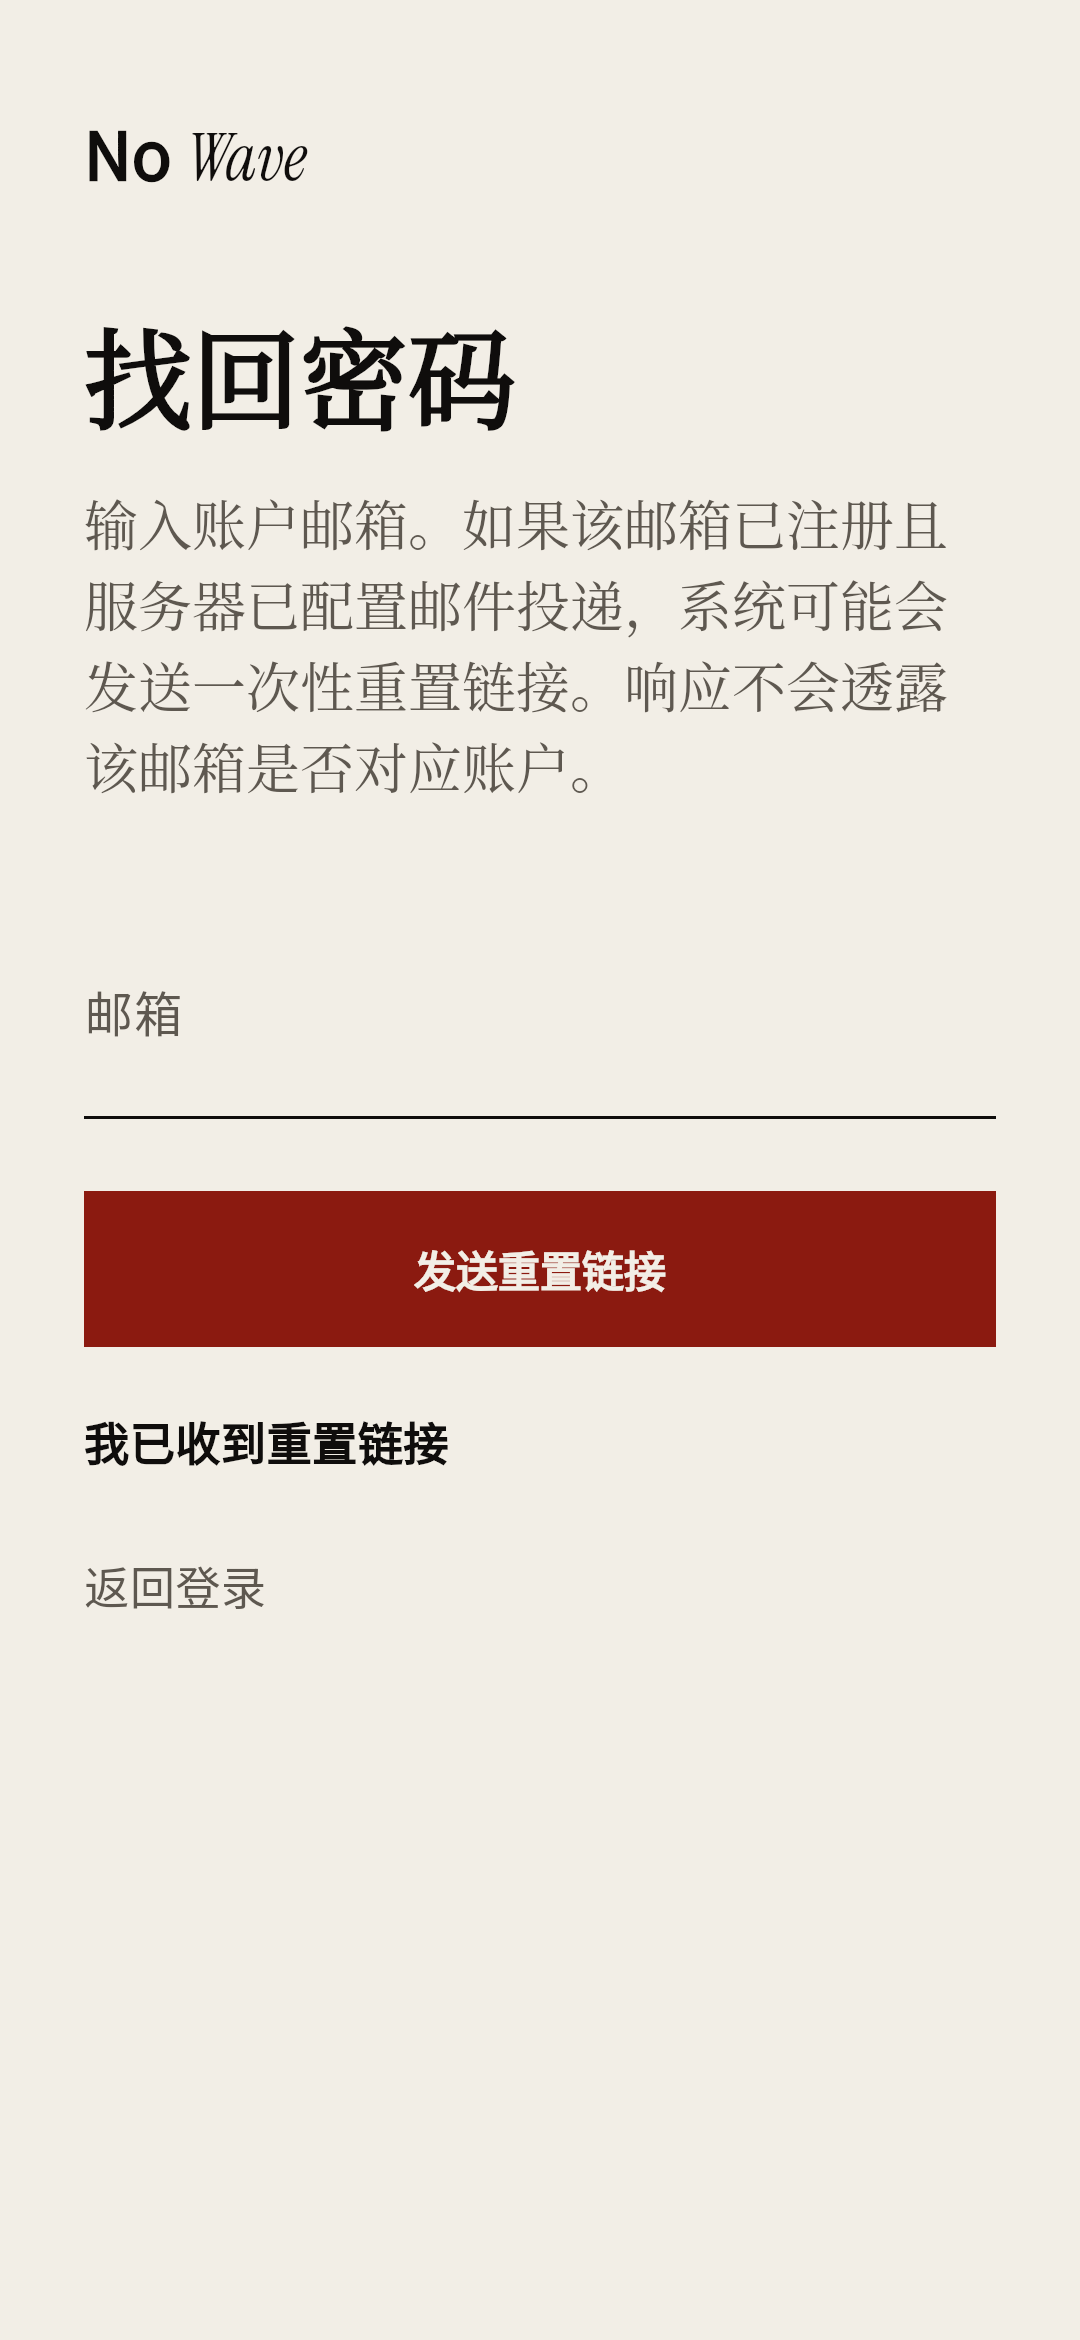 No Wave
找回密码
输入账户邮箱。如果该邮箱已注册且
服务器已配置邮件投递，系统可能会
发送一次性重置链接。响应不会透露
该邮箱是否对应账户。
邮箱
发送重置链接
我已收到重置链接
返回登录